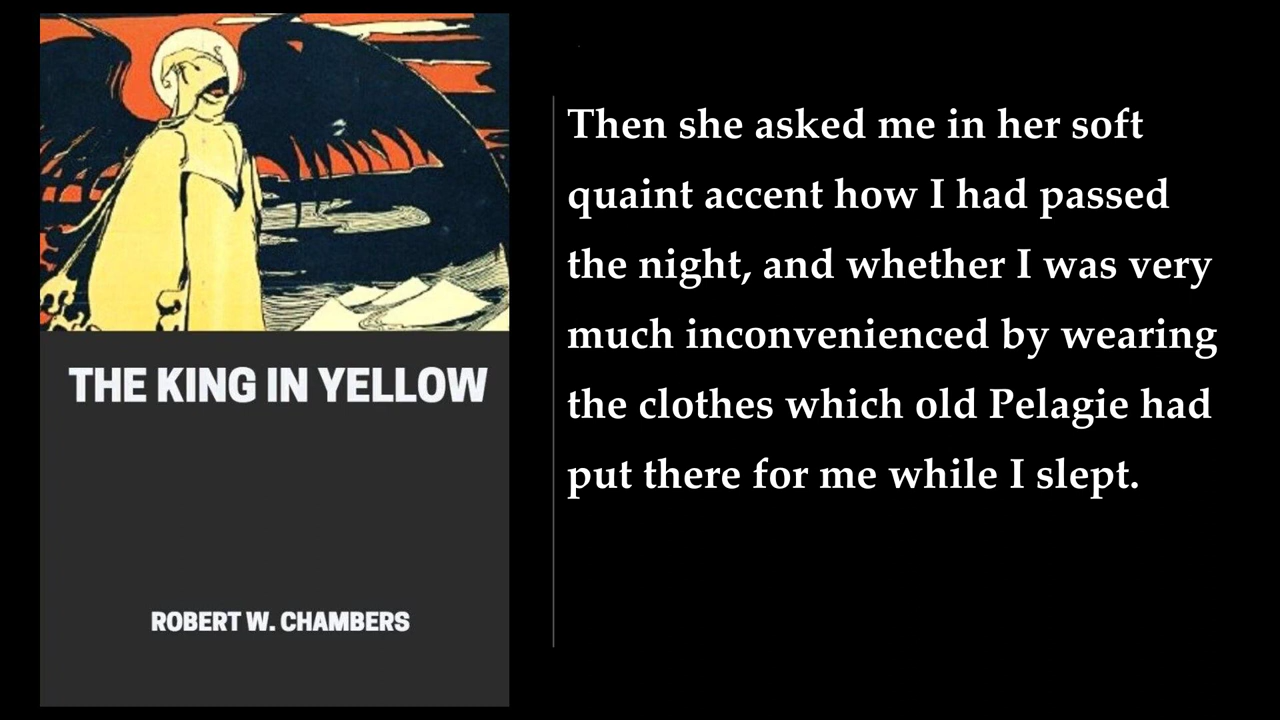 THE KING IN YELLOW
ROBERT W. CHAMBERS
Then she asked me in her soft
quaint accent how I had passed
the night, and whether I was very
much inconvenienced by wearing
the clothes which old Pelagie had
put there for me while I slept.